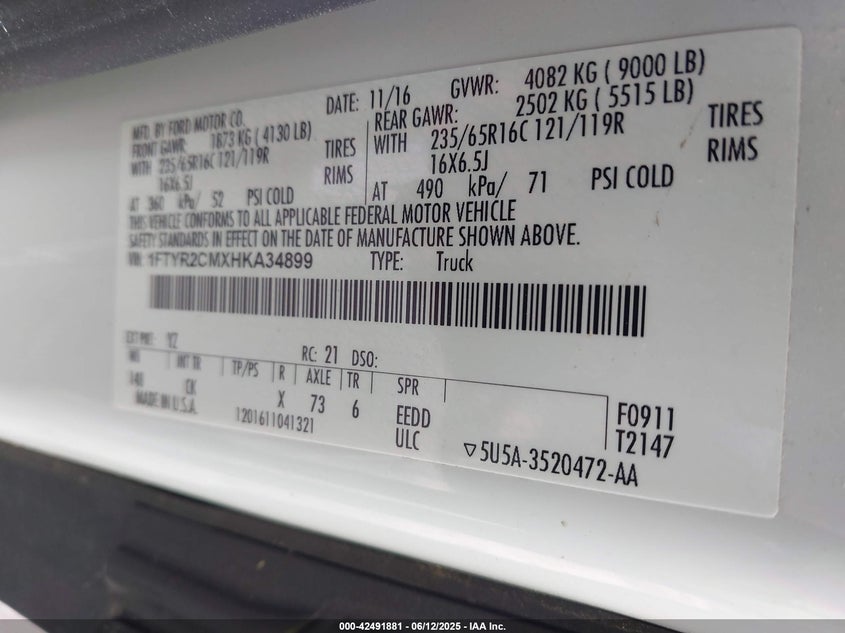 MFD. BY FORD MOTOR CO. DATE: 11/16 GVWR: 4082 KG ( 9000 LB)
FRONT GAWR: 1873 KG ( 4130 LB) REAR GAWR: 2502 KG ( 5515 LB)
WITH 235/65R16C 121/119R TIRES WITH 235/65R16C 121/119R TIRES
16X6.5J RIMS 16X6.5J RIMS
AT 360 kPa/ 52 PSI COLD AT 490 kPa/ 71 PSI COLD
THIS VEHICLE CONFORMS TO ALL APPLICABLE FEDERAL MOTOR VEHICLE
SAFETY STANDARDS IN EFFECT ON THE DATE OF MANUFACTURE SHOWN ABOVE.
VIN: 1FTYR2CMXHKA34899 TYPE: Truck
EXT PNT: YZ RC: 21 DSO:
WB INT TR TP/PS R AXLE TR SPR
148 CK X 73 6 EEDD F0911
MADE IN U.S.A. 1201611041321 ULC T2147
▽5U5A-3520472-AA
000-42491881 - 06/12/2025 - IAA Inc.